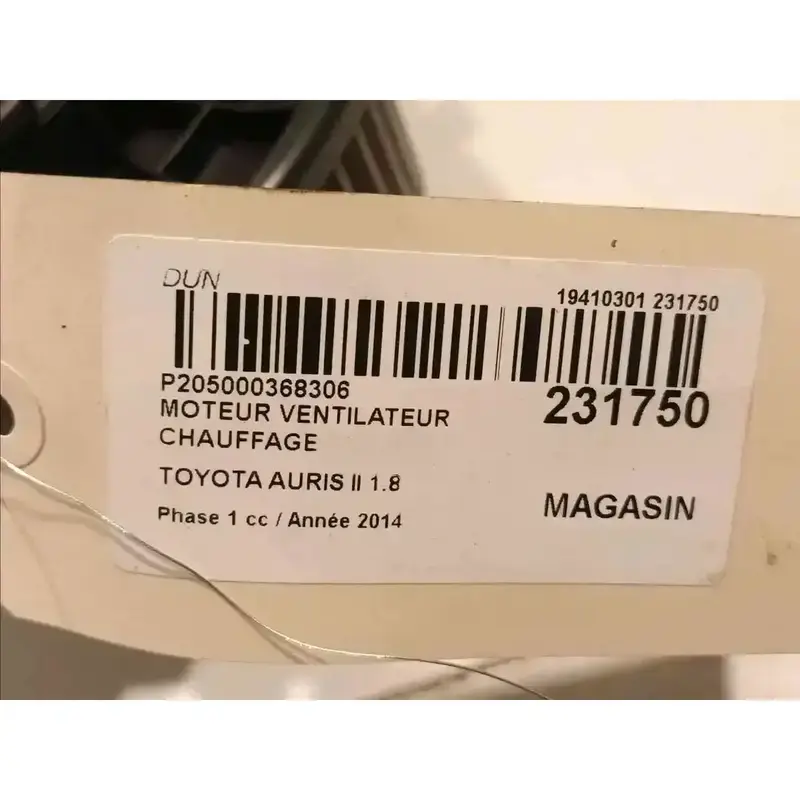 DUN
19410301 231750
P205000368306
231750
MOTEUR VENTILATEUR
CHAUFFAGE
TOYOTA AURIS II 1.8
MAGASIN
Phase 1 cc / Année 2014